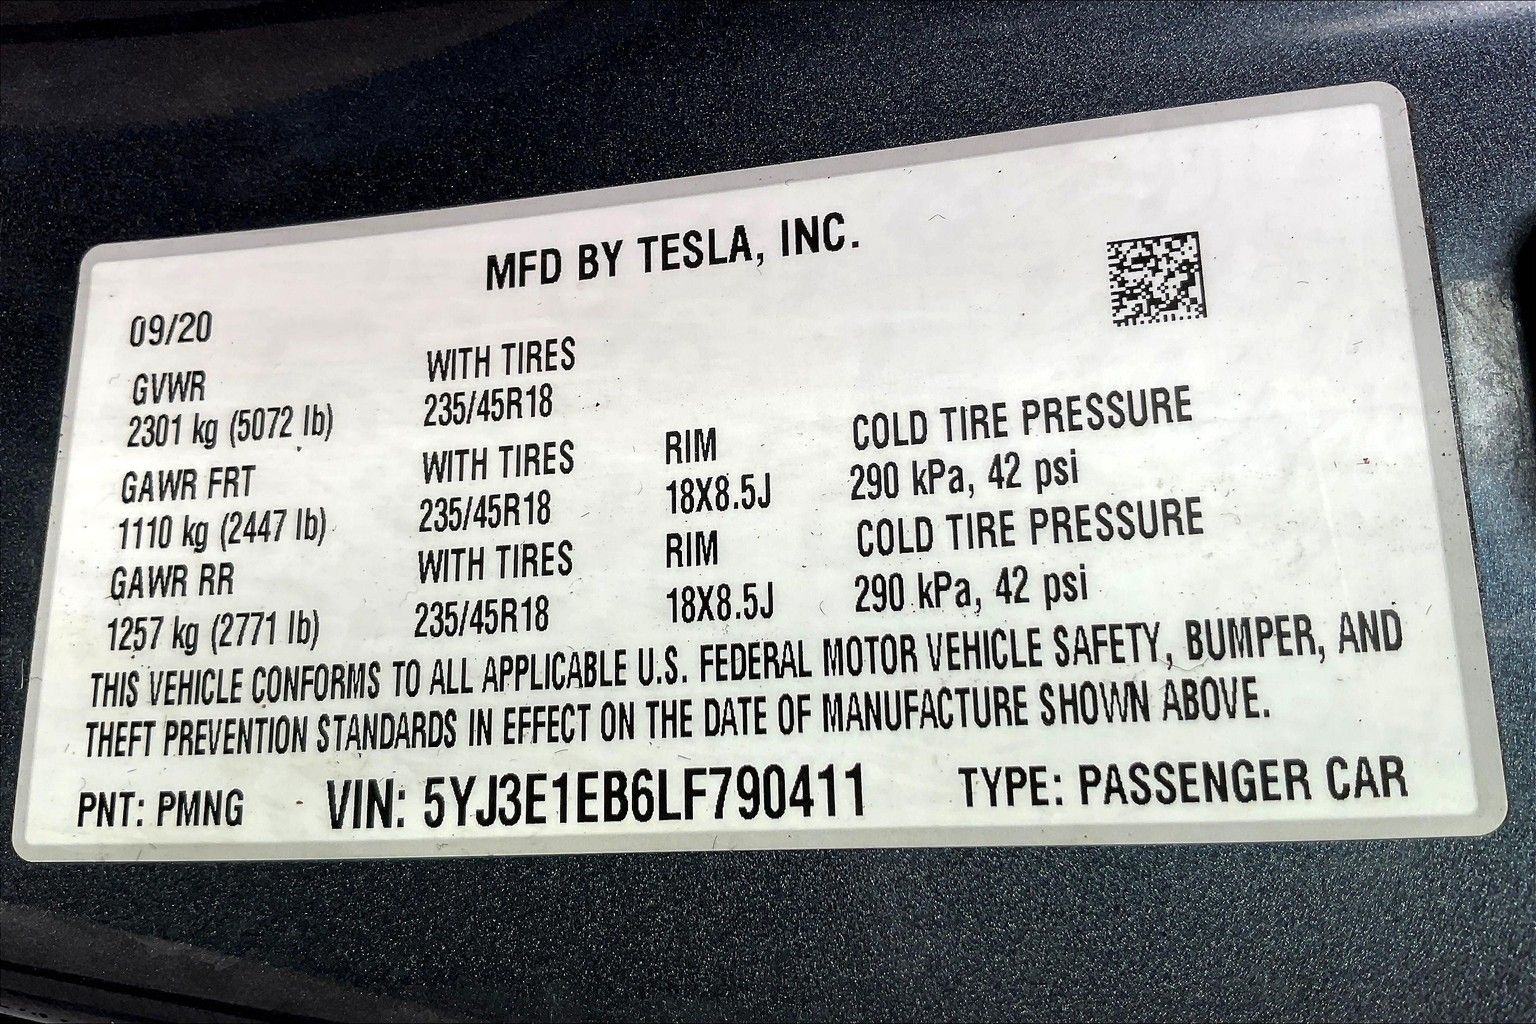 MFD BY TESLA, INC.
09/20
GVWR WITH TIRES
2301 kg (5072 lb) 235/45R18
GAWR FRT WITH TIRES RIM COLD TIRE PRESSURE
1110 kg (2447 lb) 235/45R18 18X8.5J 290 kPa, 42 psi
GAWR RR WITH TIRES RIM COLD TIRE PRESSURE
1257 kg (2771 lb) 235/45R18 18X8.5J 290 kPa, 42 psi
THIS VEHICLE CONFORMS TO ALL APPLICABLE U.S. FEDERAL MOTOR VEHICLE SAFETY, BUMPER, AND
THEFT PREVENTION STANDARDS IN EFFECT ON THE DATE OF MANUFACTURE SHOWN ABOVE.
PNT: PMNG VIN: 5YJ3E1EB6LF790411 TYPE: PASSENGER CAR